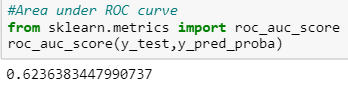 #Area under ROC curve
from sklearn.metrics import roc_auc_score
roc_auc_score(y_test,y_pred_proba)
0.6236383447990737